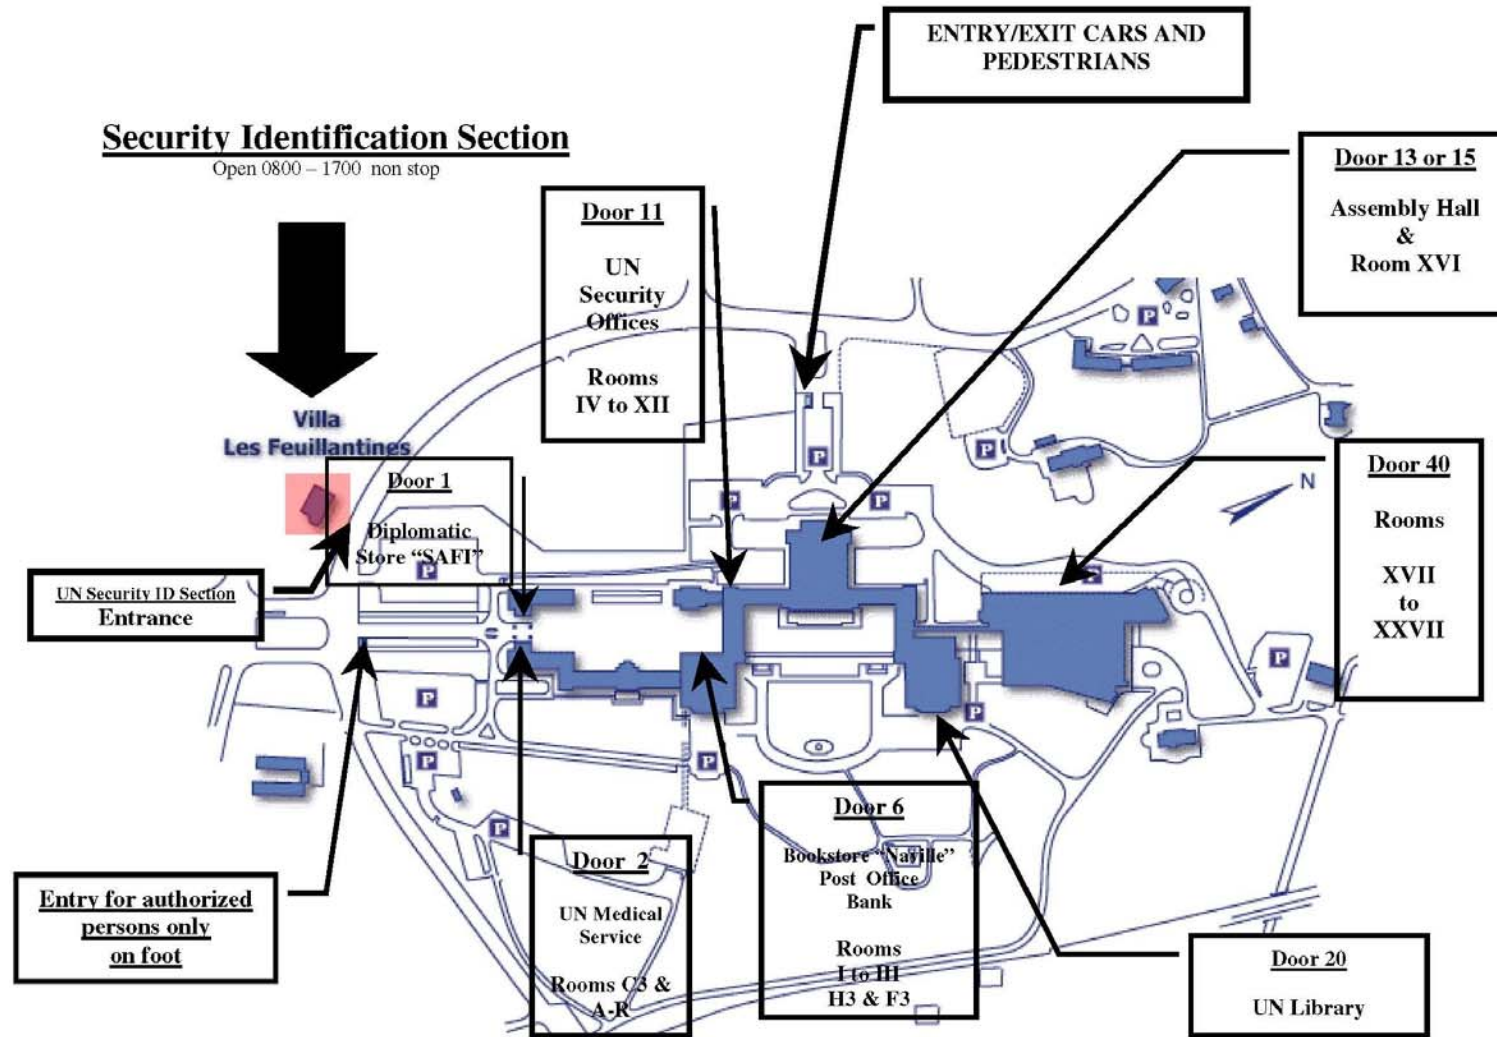 ENTRY/EXIT CARS AND
PEDESTRIANS
Security Identification Section
Open 0800 – 1700 non stop
Door 13 or 15
Assembly Hall
&
Room XVI
Door 11
UN
Security
Offices
Rooms
IV to XII
Villa
Les Feuillantines
Door 1
Diplomatic
Store “SAFI”
Door 40
Rooms
XVII
to
XXVII
N
P
P
P
P
P
P
P
P
P
P
P
P
P
P
UN Security ID Section
Entrance
Entry for authorized
persons only
on foot
Door 2
UN Medical
Service
Rooms C3 &
A-R
Door 6
Bookstore “Naville”
Post Office
Bank
Rooms
I to III
H3 & F3
Door 20
UN Library